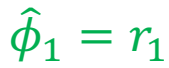 ϕ̂₁ = r₁